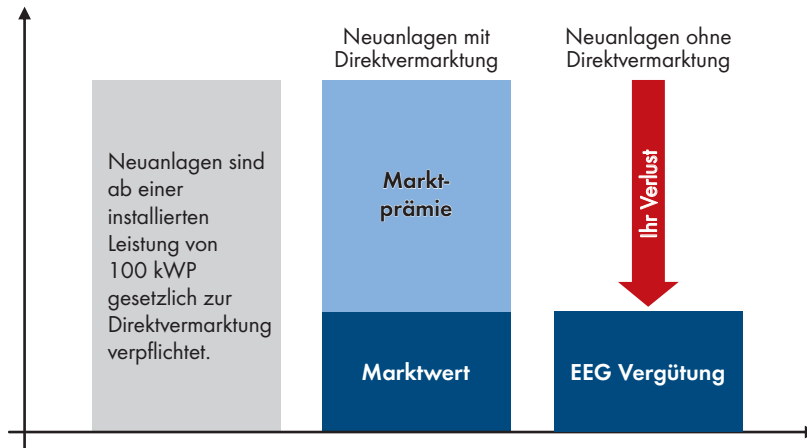 Neuanlagen mit
Direktvermarktung
Neuanlagen ohne
Direktvermarktung
Neuanlagen sind
ab einer
installierten
Leistung von
100 kWP
gesetzlich zur
Direktvermarktung
verpflichtet.
Markt-
prämie
Marktwert
Ihr Verlust
EEG Vergütung